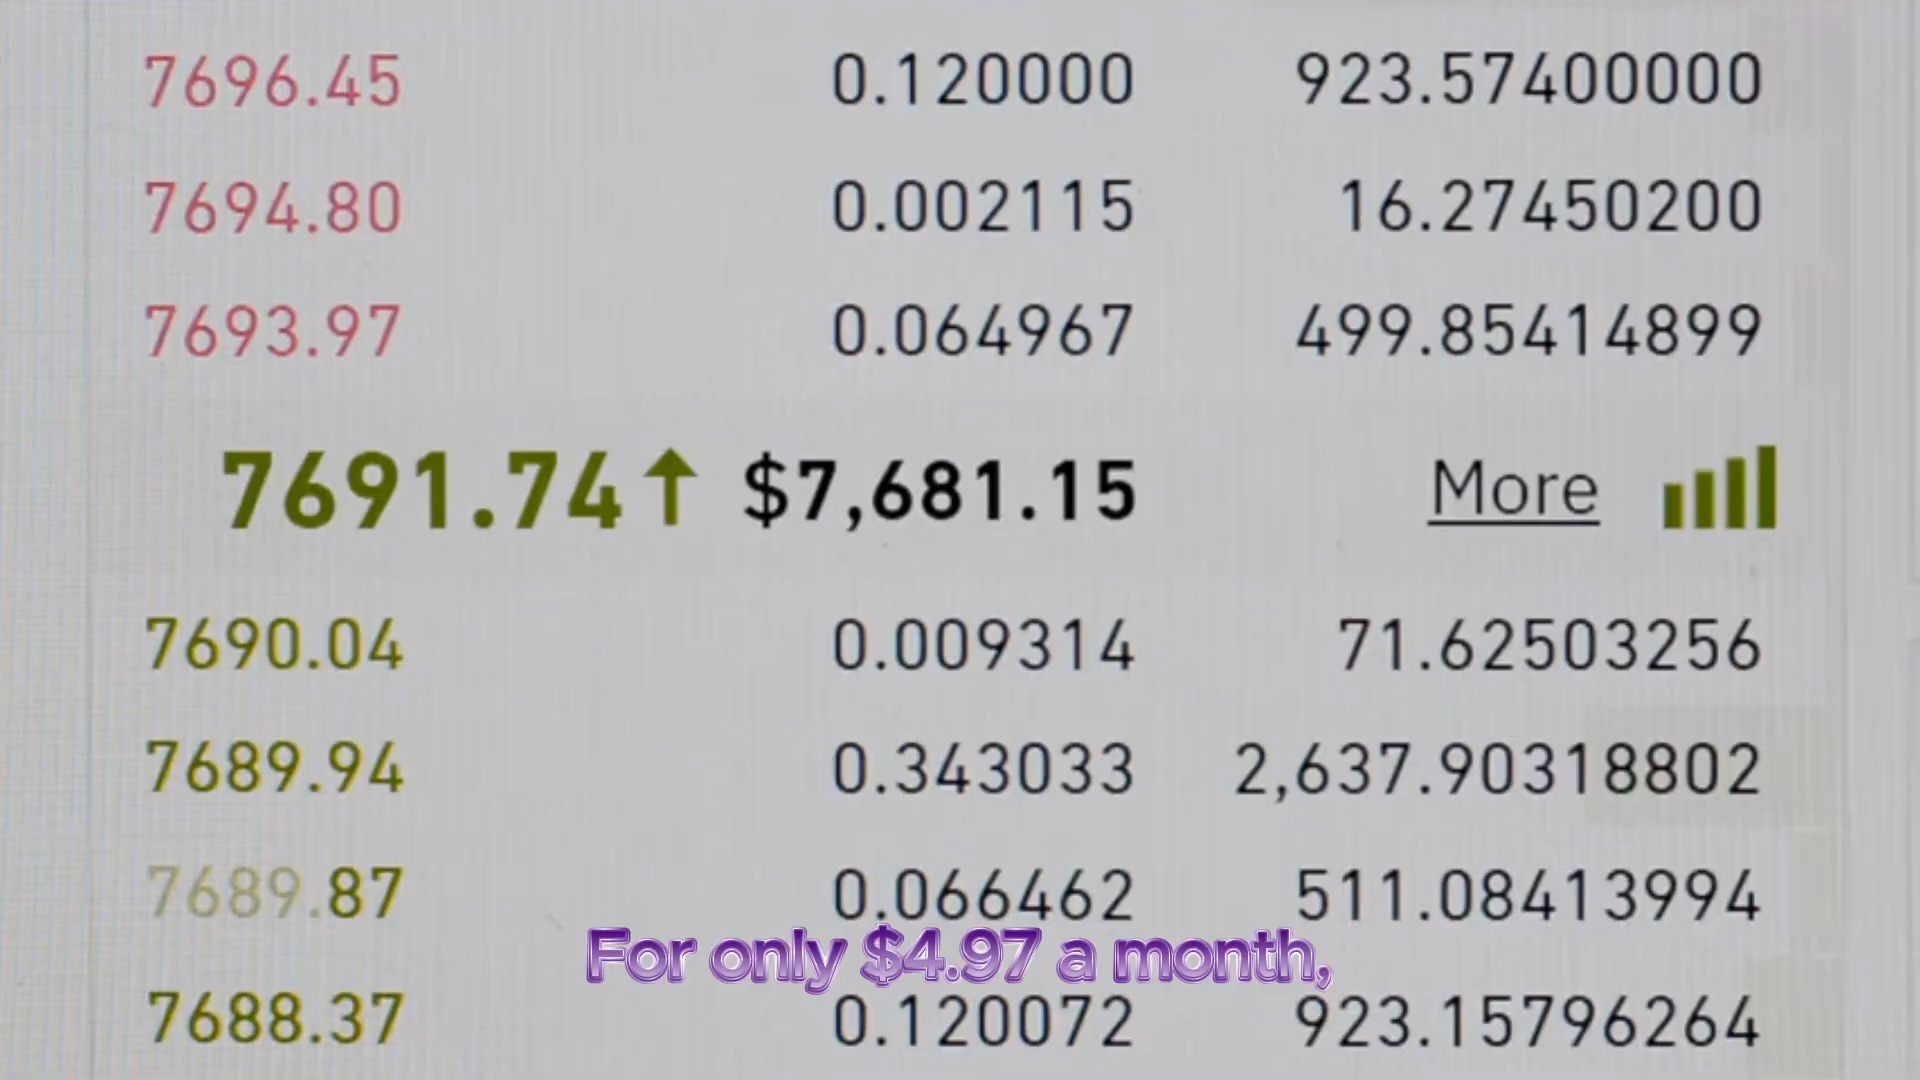 7696.45 0.120000 923.57400000
7694.80 0.002115 16.27450200
7693.97 0.064967 499.85414899
7691.74↑ $7,681.15 More
7690.04 0.009314 71.62503256
7689.94 0.343033 2,637.90318802
7689.87 0.066462 511.08413994
For only $4.97 a month,
7688.37 0.120072 923.15796264